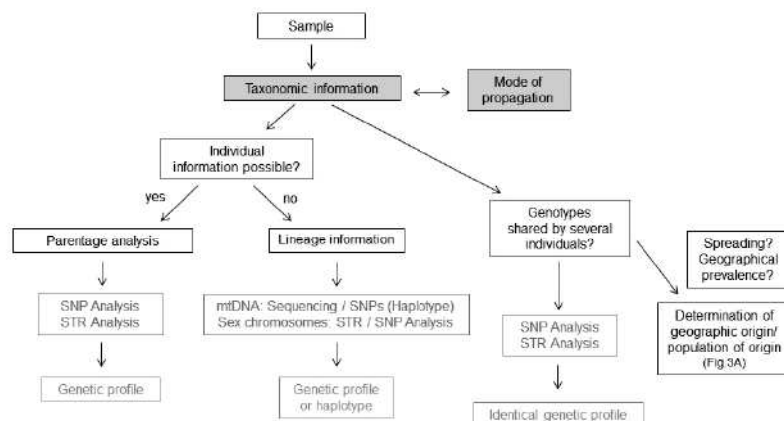 Sample
Taxonomic information
Mode of
propagation
Individual
information possible?
yes
no
Genotypes
shared by several
individuals?
Parentage analysis
Lineage information
Spreading?
Geographical
prevalence?
SNP Analysis
STR Analysis
mtDNA: Sequencing / SNPs (Haplotype)
Sex chromosomes: STR / SNP Analysis
SNP Analysis
STR Analysis
Determination of
geographic origin/
population of origin
(Fig.3A)
Genetic profile
Genetic profile
or haplotype
Identical genetic profile